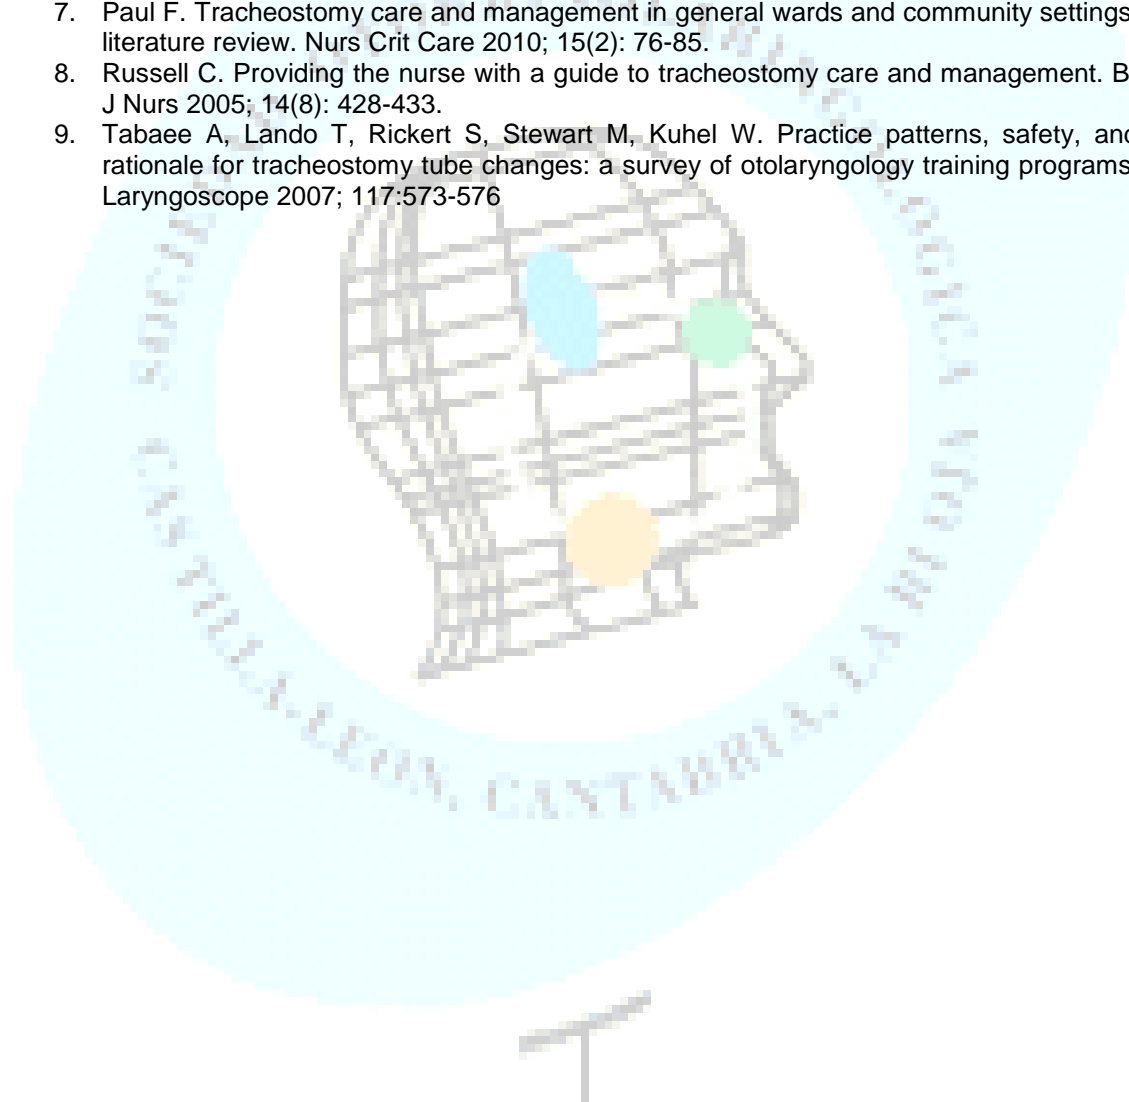 7. Paul F. Tracheostomy care and management in general wards and community settings
literature review. Nurs Crit Care 2010; 15(2): 76-85.
8. Russell C. Providing the nurse with a guide to tracheostomy care and management. B
J Nurs 2005; 14(8): 428-433.
9. Tabaee A, Lando T, Rickert S, Stewart M, Kuhel W. Practice patterns, safety, and
rationale for tracheostomy tube changes: a survey of otolaryngology training programs
Laryngoscope 2007; 117:573-576
CASTILLA-LEON, CANTABRIA, LA RIOJA